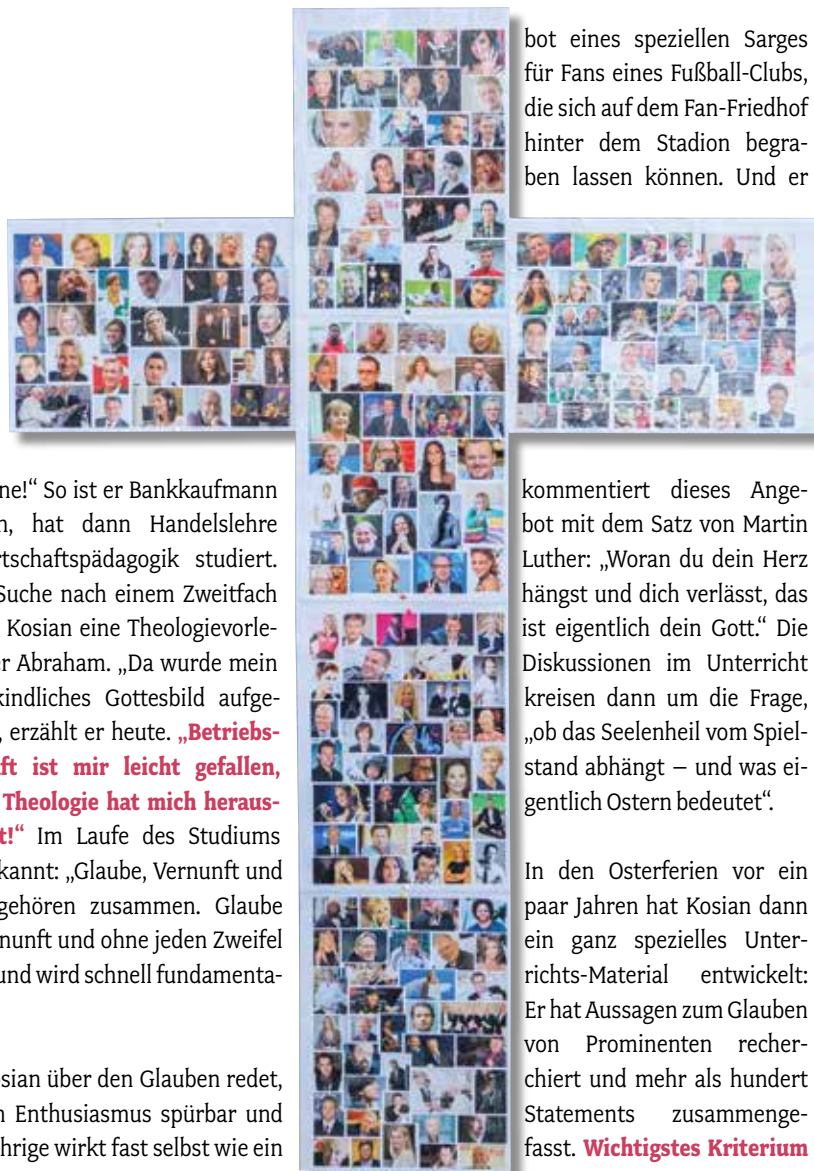 ne!“ So ist er Bankkaufmann
n, hat dann Handelslehre
rtschaftspädagogik studiert.
Suche nach einem Zweitfach
Kosian eine Theologievorle-
er Abraham. „Da wurde mein
kindliches Gottesbild aufge-
, erzählt er heute. „Betriebs-
ft ist mir leicht gefallen,
Theologie hat mich heraus-
t!“ Im Laufe des Studiums
kannt: „Glaube, Vernunft und
gehören zusammen. Glaube
nunft und ohne jeden Zweifel
und wird schnell fundamenta-
osian über den Glauben redet,
n Enthusiasmus spürbar und
hrige wirkt fast selbst wie ein
bot eines speziellen Sarges
für Fans eines Fußball-Clubs,
die sich auf dem Fan-Friedhof
hinter dem Stadion begra-
ben lassen können. Und er
kommentiert dieses Ange-
bot mit dem Satz von Martin
Luther: „Woran du dein Herz
hängst und dich verlässt, das
ist eigentlich dein Gott.“ Die
Diskussionen im Unterricht
kreisen dann um die Frage,
„ob das Seelenheil vom Spiel-
stand abhängt – und was ei-
gentlich Ostern bedeutet“.
In den Osterferien vor ein
paar Jahren hat Kosian dann
ein ganz spezielles Unter-
richts-Material entwickelt:
Er hat Aussagen zum Glauben
von Prominenten recher-
chiert und mehr als hundert
Statements zusammenge-
fasst. Wichtigstes Kriterium